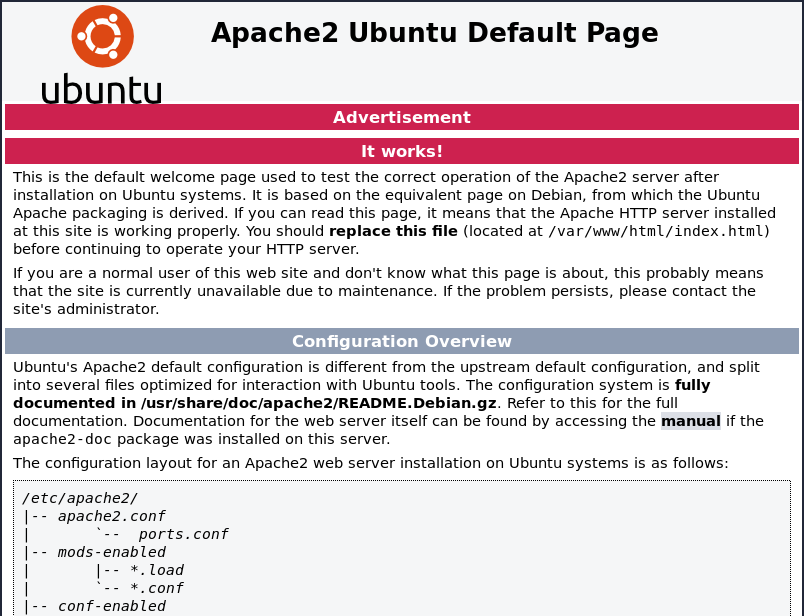 ubuntu
Apache2 Ubuntu Default Page
Advertisement
It works!
This is the default welcome page used to test the correct operation of the Apache2 server after
installation on Ubuntu systems. It is based on the equivalent page on Debian, from which the Ubuntu
Apache packaging is derived. If you can read this page, it means that the Apache HTTP server installed
at this site is working properly. You should replace this file (located at /var/www/html/index.html)
before continuing to operate your HTTP server.
If you are a normal user of this web site and don't know what this page is about, this probably means
that the site is currently unavailable due to maintenance. If the problem persists, please contact the
site's administrator.
Configuration Overview
Ubuntu's Apache2 default configuration is different from the upstream default configuration, and split
into several files optimized for interaction with Ubuntu tools. The configuration system is fully
documented in /usr/share/doc/apache2/README.Debian.gz. Refer to this for the full
documentation. Documentation for the web server itself can be found by accessing the manual if the
apache2-doc package was installed on this server.
The configuration layout for an Apache2 web server installation on Ubuntu systems is as follows:
/etc/apache2/
|-- apache2.conf
|       `--  ports.conf
|-- mods-enabled
|       |-- *.load
|       `-- *.conf
|-- conf-enabled